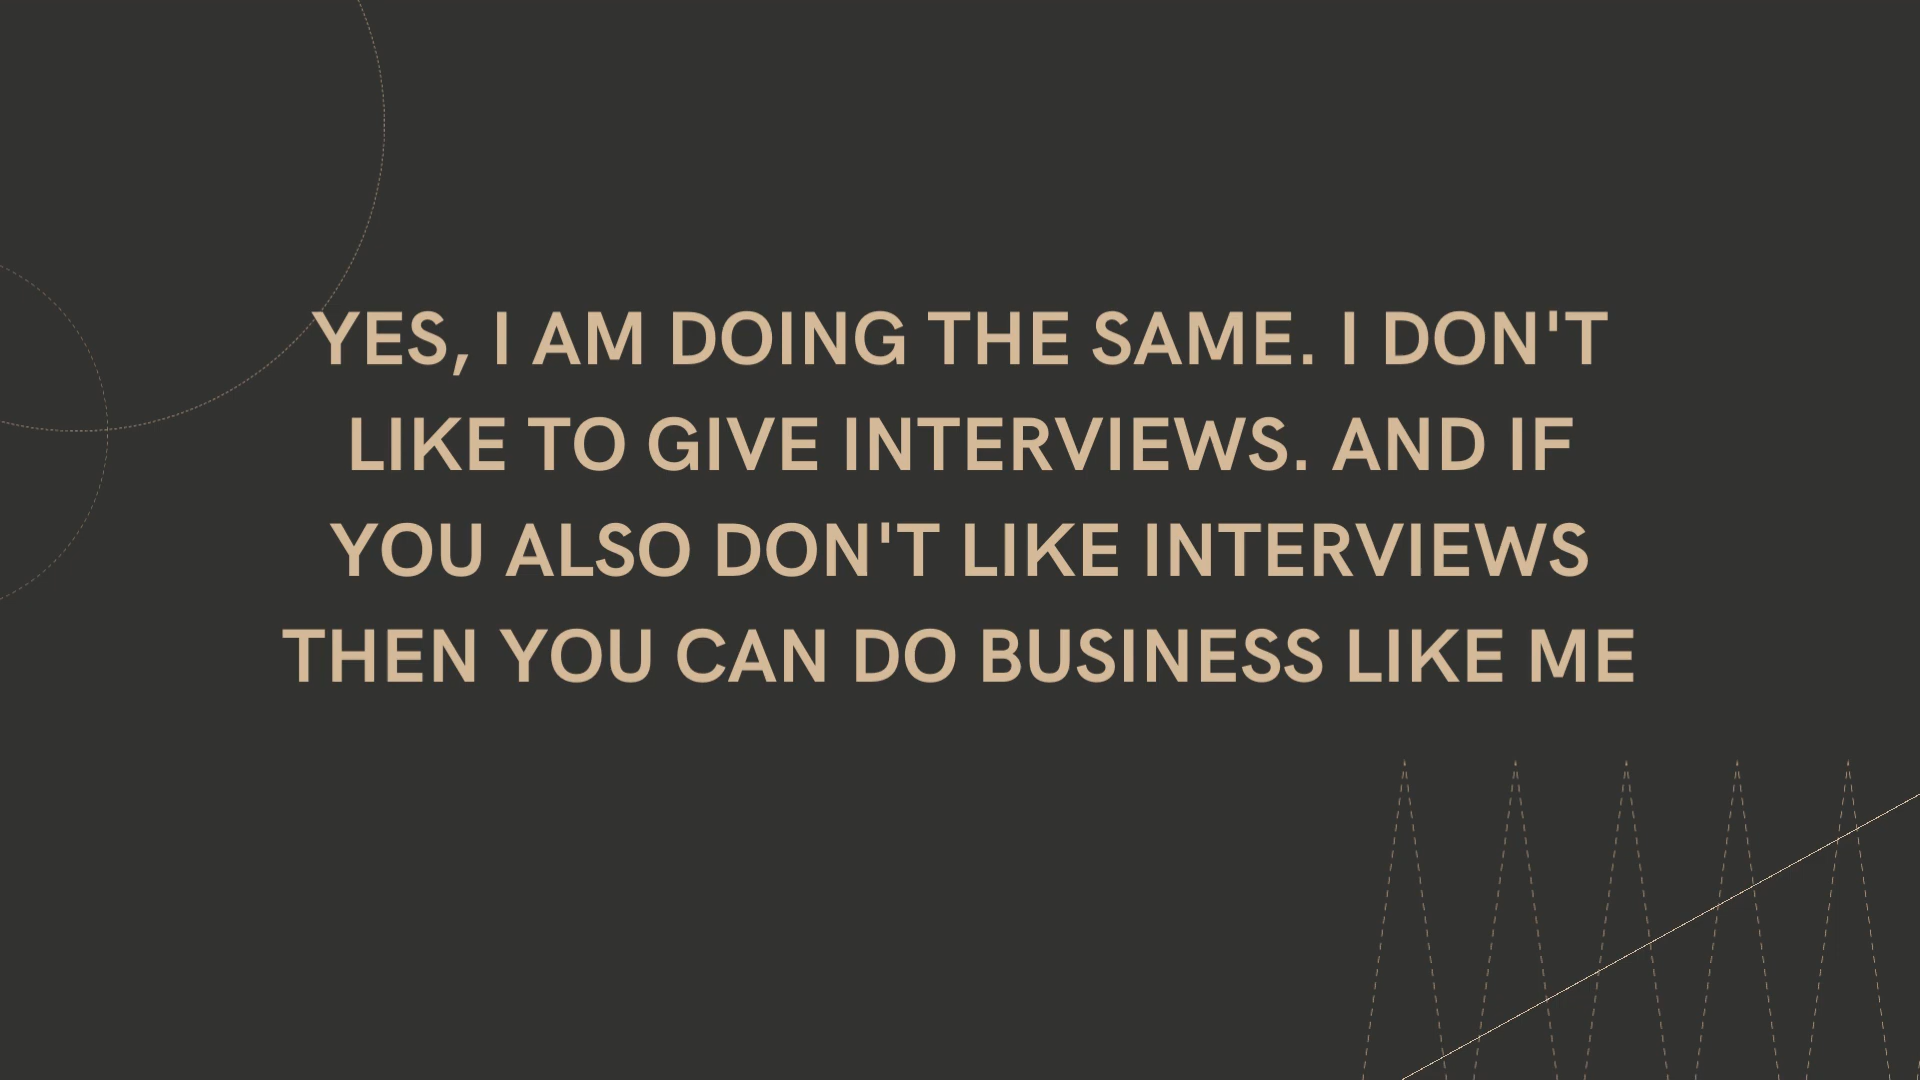 YES, I AM DOING THE SAME. I DON'T
LIKE TO GIVE INTERVIEWS. AND IF
YOU ALSO DON'T LIKE INTERVIEWS
THEN YOU CAN DO BUSINESS LIKE ME